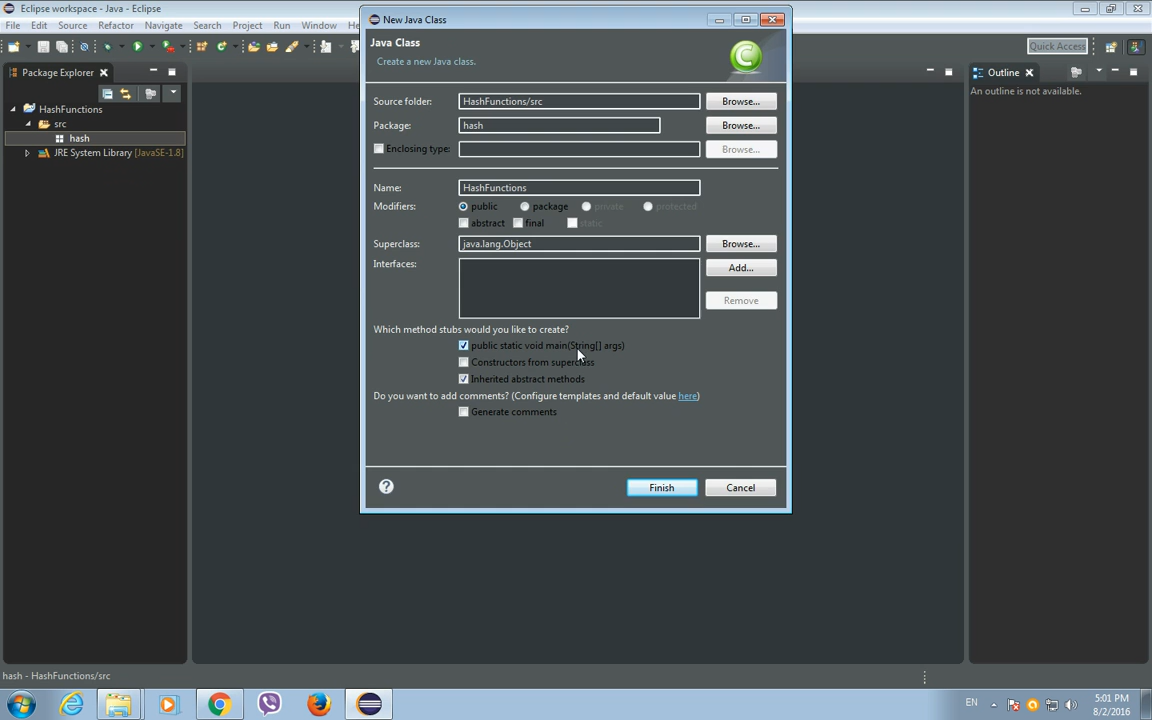 Eclipse workspace - Java - Eclipse
File Edit Source Refactor Navigate Search Project Run Window
Quick Access
Package Explorer
HashFunctions
src
hash
JRE System Library [JavaSE-1.8]
New Java Class
Java Class
Create a new Java class.
Source folder: HashFunctions/src Browse...
Package: hash Browse...
Enclosing type: Browse...
Name: HashFunctions
Modifiers: public package private protected
abstract final static
Superclass: java.lang.Object Browse...
Interfaces: Add...
Remove
Which method stubs would you like to create?
public static void main(String[] args)
Constructors from superclass
Inherited abstract methods
Do you want to add comments? (Configure templates and default value here)
Generate comments
? Finish Cancel
Outline
An outline is not available.
hash - HashFunctions/src
EN
5:01 PM
8/2/2016